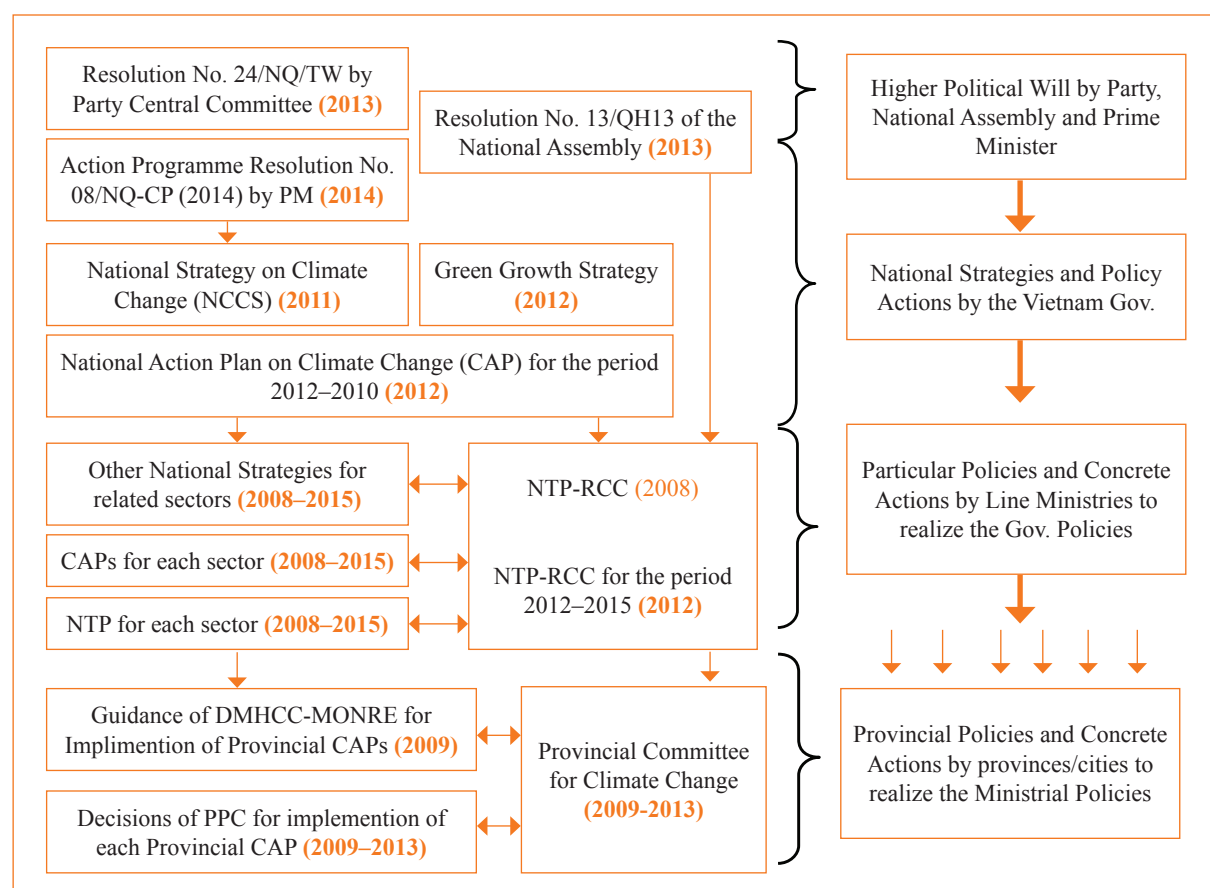 Resolution No. 24/NQ/TW by
Party Central Committee (2013)
Resolution No. 13/QH13 of the
National Assembly (2013)
Action Programme Resolution No.
08/NQ-CP (2014) by PM (2014)
National Strategy on Climate
Change (NCCS) (2011)
Green Growth Strategy
(2012)
National Action Plan on Climate Change (CAP) for the period
2012–2010 (2012)
Other National Strategies for
related sectors (2008–2015)
CAPs for each sector (2008–2015)
NTP for each sector (2008–2015)
NTP-RCC (2008)
NTP-RCC for the period
2012–2015 (2012)
Guidance of DMHCC-MONRE for
Implimention of Provincial CAPs (2009)
Decisions of PPC for implemention of
each Provincial CAP (2009–2013)
Provincial Committee
for Climate Change
(2009-2013)
Higher Political Will by Party,
National Assembly and Prime
Minister
National Strategies and Policy
Actions by the Vietnam Gov.
Particular Policies and Concrete
Actions by Line Ministries to
realize the Gov. Policies
Provincial Policies and Concrete
Actions by provinces/cities to
realize the Ministrial Policies